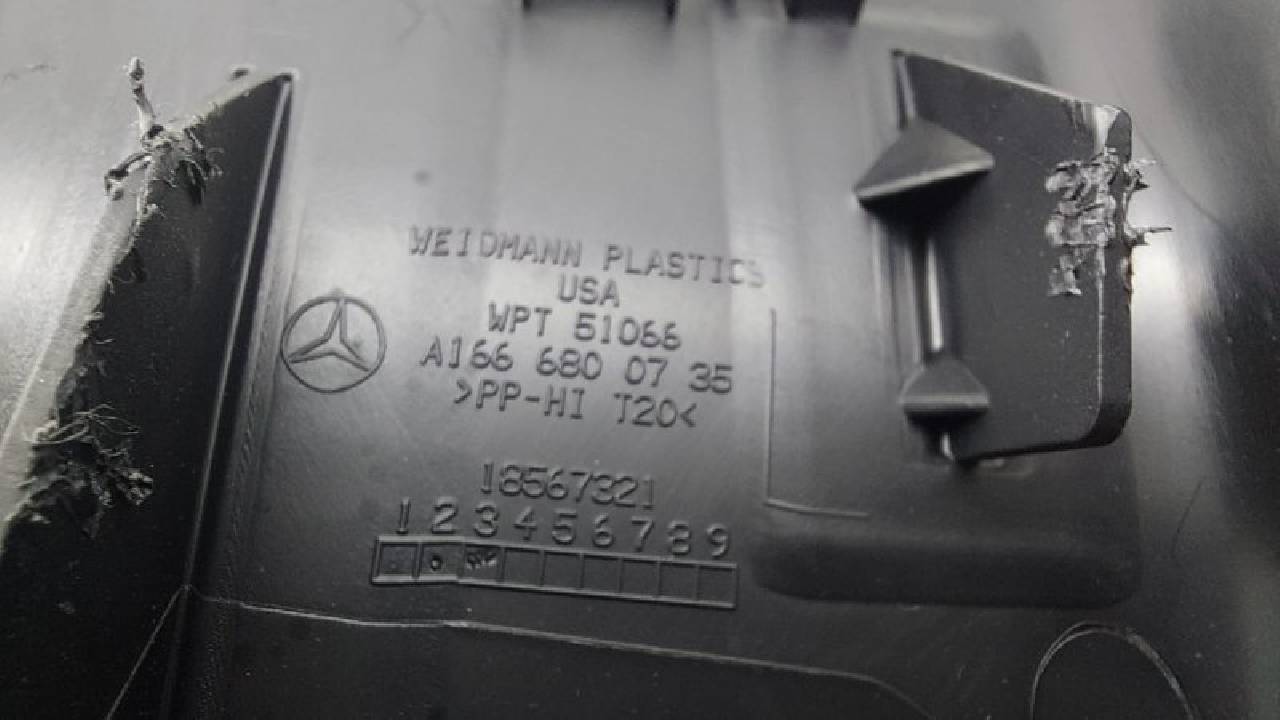 WEIDMANN PLASTICS
USA
WPT 51066
A166 680 07 35
>PP-HI T20<
18567321
1 2 3 4 5 6 7 8 9